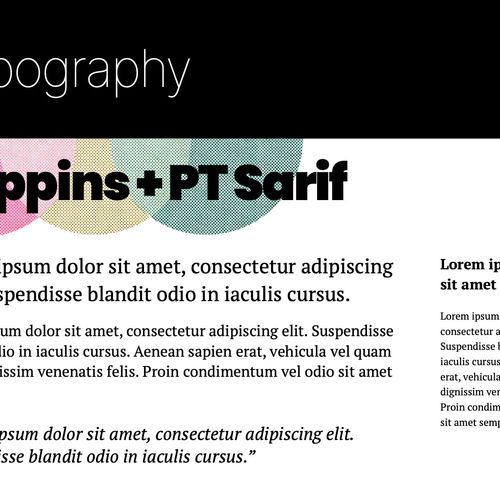 pography
ppins + PT Sarif
ipsum dolor sit amet, consectetur adipiscing
spendisse blandit odio in iaculis cursus.
um dolor sit amet, consectetur adipiscing elit. Suspendisse
dio in iaculis cursus. Aenean sapien erat, vehicula vel quam
issim venenatis felis. Proin condimentum vel odio sit amet
psum dolor sit amet, consectetur adipiscing elit.
sse blandit odio in iaculis cursus.”
Lorem ip
sit amet
Lorem ipsum
consectetur a
Suspendisse b
iaculis cursus
erat, vehicula
dignissim ven
Proin condim
sit amet semp